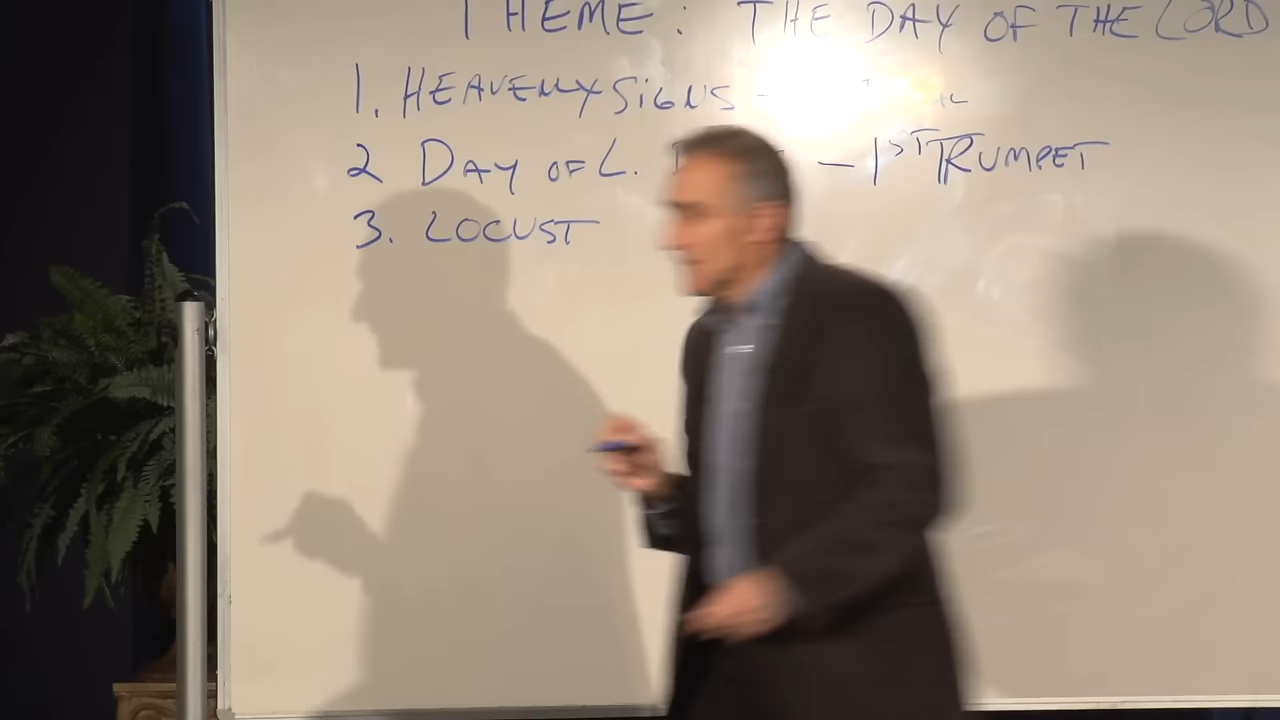 THEME: THE DAY OF THE LORD
1. HEAVENLY SIGNS -
2 DAY OF L. — 1ST TRUMPET
3. LOCUST